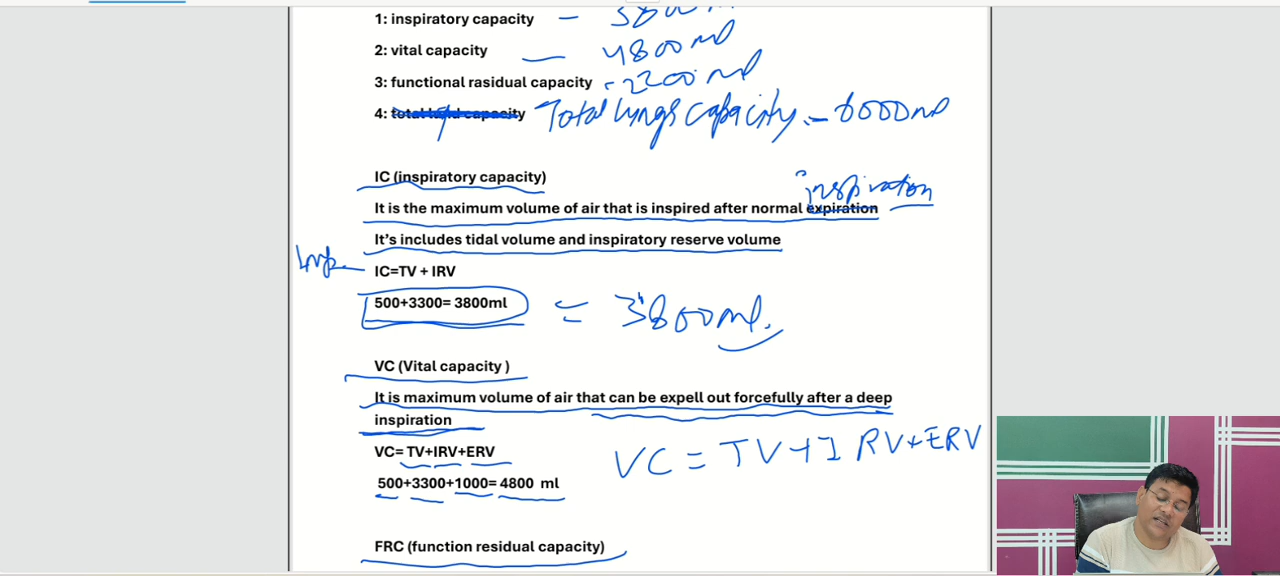 1: inspiratory capacity – 3800 ml
2: vital capacity — 4800 ml
3: functional rasidual capacity - 2200 ml
4: total lund capacity Total lungs capacity. – 6000 ml
IC (inspiratory capacity)
inspiration
It is the maximum volume of air that is inspired after normal expiration
It's includes tidal volume and inspiratory reserve volume
IC=TV + IRV
500+3300= 3800ml = 3800ml.
VC (Vital capacity )
It is maximum volume of air that can be expell out forcefully after a deep
inspiration
VC= TV+IRV+ERV VC = TV+IRV+ERV
500+3300+1000= 4800 ml
FRC (function residual capacity)